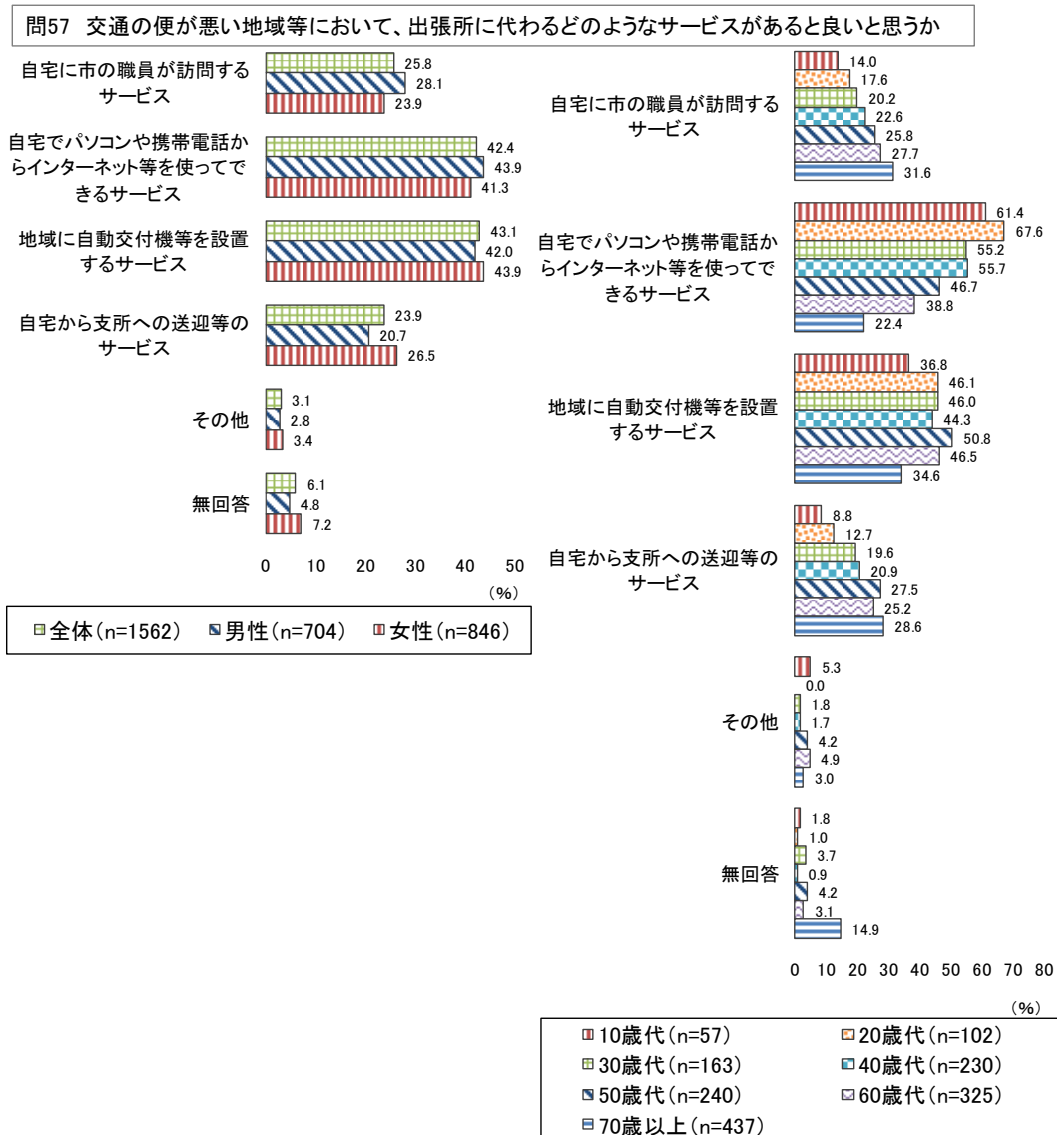 問57 交通の便が悪い地域等において、出張所に代わるどのようなサービスがあると良いと思うか
自宅に市の職員が訪問する
サービス
25.8
28.1
23.9
自宅でパソコンや携帯電話か
らインターネット等を使ってで
きるサービス
42.4
43.9
41.3
地域に自動交付機等を設置
するサービス
43.1
42.0
43.9
自宅から支所への送迎等の
サービス
23.9
20.7
26.5
その他
3.1
2.8
3.4
無回答
6.1
4.8
7.2
0 10 20 30 40 50
(%)
全体(n=1562) 男性(n=704) 女性(n=846)
自宅に市の職員が訪問する
サービス
14.0
17.6
20.2
22.6
25.8
27.7
31.6
自宅でパソコンや携帯電話か
らインターネット等を使ってで
きるサービス
61.4
67.6
55.2
55.7
46.7
38.8
22.4
地域に自動交付機等を設置
するサービス
36.8
46.1
46.0
44.3
50.8
46.5
34.6
自宅から支所への送迎等の
サービス
8.8
12.7
19.6
20.9
27.5
25.2
28.6
その他
5.3
0.0
1.8
1.7
4.2
4.9
3.0
無回答
1.8
1.0
3.7
0.9
4.2
3.1
14.9
0 10 20 30 40 50 60 70 80
(%)
10歳代(n=57) 20歳代(n=102)
30歳代(n=163) 40歳代(n=230)
50歳代(n=240) 60歳代(n=325)
70歳以上(n=437)